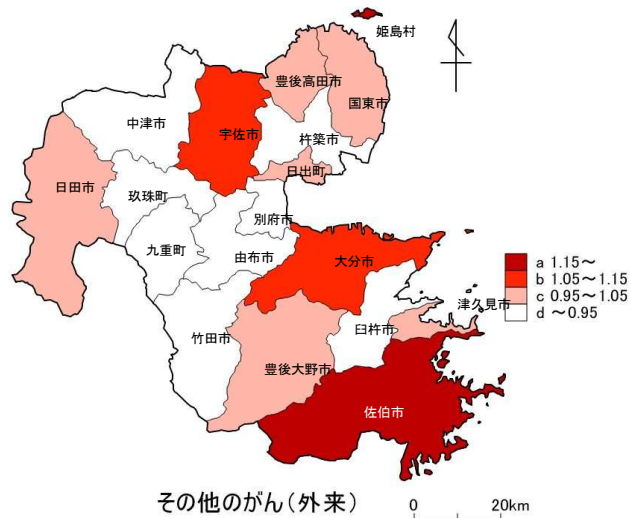 姫島村
豊後高田市
国東市
中津市
宇佐市
杵築市
日出町
日田市
玖珠町
別府市
九重町
由布市
大分市
a 1.15～
b 1.05～1.15
c 0.95～1.05
d ～0.95
津久見市
竹田市
臼杵市
豊後大野市
佐伯市
その他のがん(外来)
0 20km